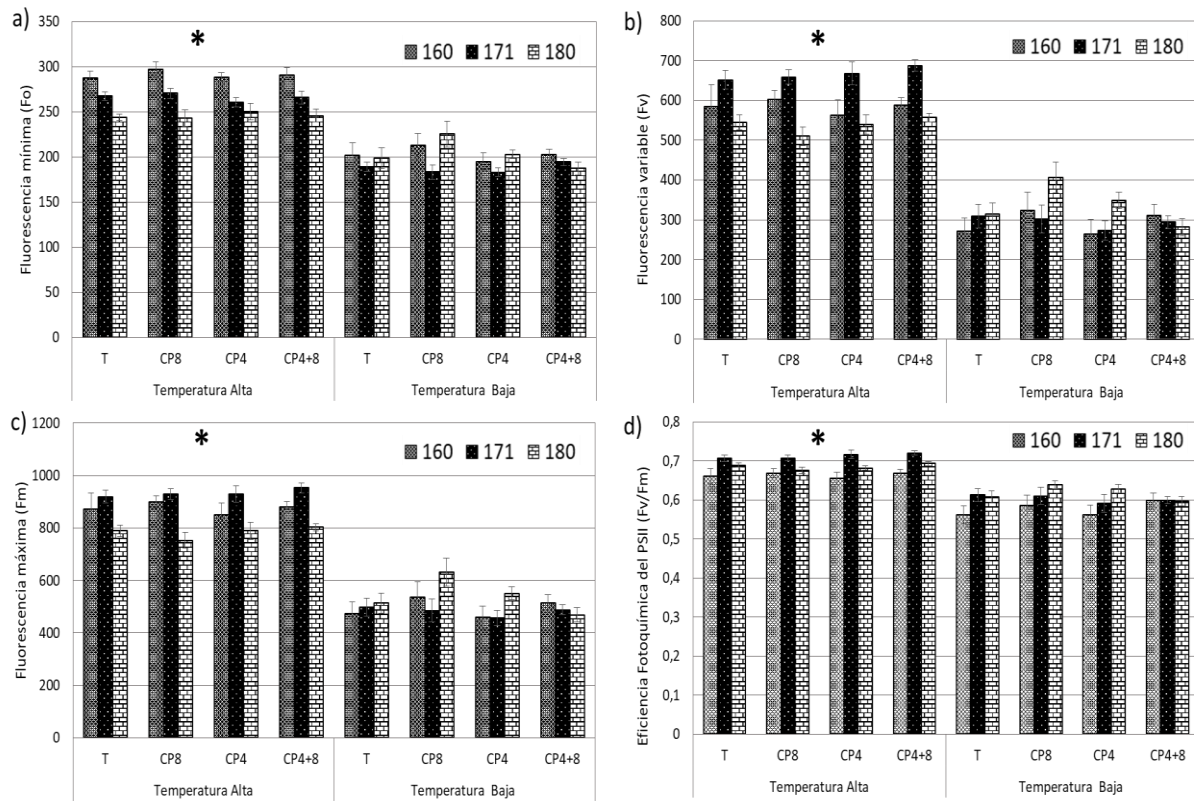 a)
350
300
250
200
150
100
50
0
Fluorescencia mínima (Fo)
*
160 171 180
T CP8 CP4 CP4+8 T CP8 CP4 CP4+8
Temperatura Alta Temperatura Baja
b)
800
700
600
500
400
300
200
100
0
Fluorescencia variable (Fv)
*
160 171 180
T CP8 CP4 CP4+8 T CP8 CP4 CP4+8
Temperatura Alta Temperatura Baja
c)
1200
1000
800
600
400
200
0
Fluorescencia máxima (Fm)
*
160 171 180
T CP8 CP4 CP4+8 T CP8 CP4 CP4+8
Temperatura Alta Temperatura Baja
d)
0,8
0,7
0,6
0,5
0,4
0,3
0,2
0,1
0
Eficiencia Fotoquímica del PSII (Fv/Fm)
*
160 171 180
T CP8 CP4 CP4+8 T CP8 CP4 CP4+8
Temperatura Alta Temperatura Baja